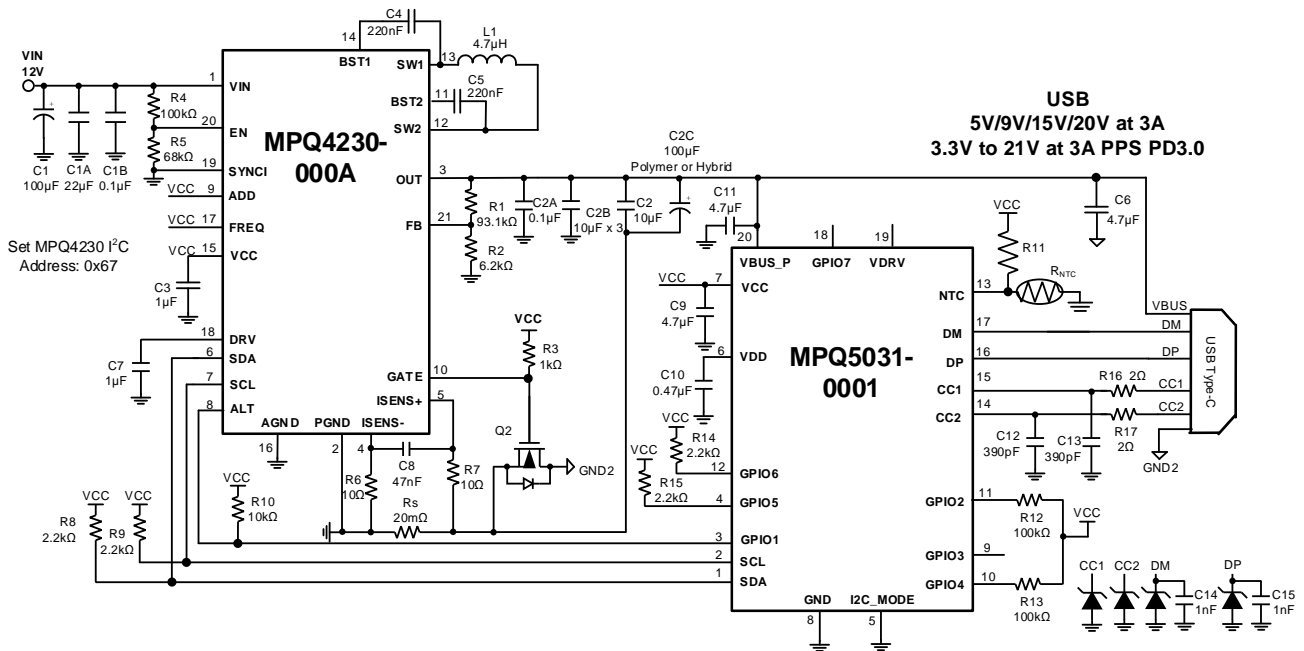 C4
220nF
14
BST1
L1
4.7µH
13
SW1
VIN
12V
1
VIN
R4
100kΩ
20
EN
R5
68kΩ
19
SYNCI
C1
100µF
C1A
22µF
C1B
0.1µF
MPQ4230-
000A
C5
220nF
11
BST2
12
SW2
VCC
9
ADD
VCC
17
FREQ
VCC
15
VCC
Set MPQ4230 I²C
Address: 0x67
C3
1µF
C7
1µF
18
DRV
6
SDA
7
SCL
8
ALT
3
OUT
21
FB
R1
93.1kΩ
R2
6.2kΩ
C2A
0.1µF
C2B
10µF x 3
C2
10µF
C2C
100µF
Polymer or Hybrid
VCC
R3
1kΩ
10
GATE
5
ISENS+
AGND
16
PGND
2
ISENS-
4
C8
47nF
R6
10Ω
R7
10Ω
Rs
20mΩ
Q2
GND2
VCC
R10
10kΩ
VCC
R8
2.2kΩ
VCC
R9
2.2kΩ
USB
5V/9V/15V/20V at 3A
3.3V to 21V at 3A PPS PD3.0
C11
4.7µF
C6
4.7µF
20
VBUS_P
18
GPIO7
19
VDRV
VCC
7
VCC
C9
4.7µF
6
VDD
C10
0.47µF
MPQ5031-
0001
VCC
R14
2.2kΩ
12
GPIO6
VCC
R15
2.2kΩ
4
GPIO5
3
GPIO1
2
SCL
1
SDA
GND
8
I2C_MODE
5
VCC
R11
RNTC
13
NTC
17
DM
16
DP
15
CC1
14
CC2
VBUS
DM
DP
CC1
CC2
USB Type-C
GND2
R16 2Ω
R17
2Ω
C12
390pF
C13
390pF
11
GPIO2
R12
100kΩ
VCC
9
GPIO3
10
GPIO4
R13
100kΩ
CC1
CC2
DM
C14
1nF
DP
C15
1nF